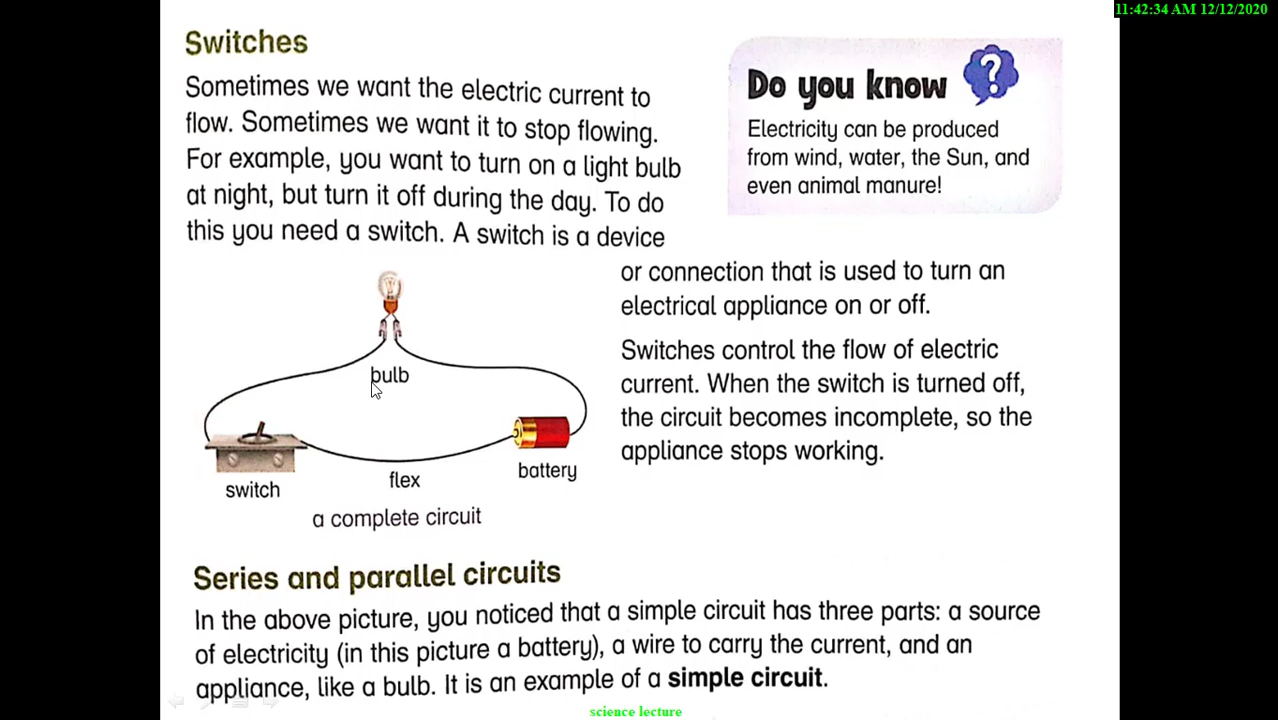 11:42:34 AM 12/12/2020
Switches
Sometimes we want the electric current to
flow. Sometimes we want it to stop flowing.
For example, you want to turn on a light bulb
at night, but turn it off during the day. To do
this you need a switch. A switch is a device
Do you know
?
Electricity can be produced
from wind, water, the Sun, and
even animal manure!
or connection that is used to turn an
electrical appliance on or off.
Switches control the flow of electric
current. When the switch is turned off,
the circuit becomes incomplete, so the
appliance stops working.
bulb
battery
flex
switch
a complete circuit
Series and parallel circuits
In the above picture, you noticed that a simple circuit has three parts: a source
of electricity (in this picture a battery), a wire to carry the current, and an
appliance, like a bulb. It is an example of a simple circuit.
science lecture